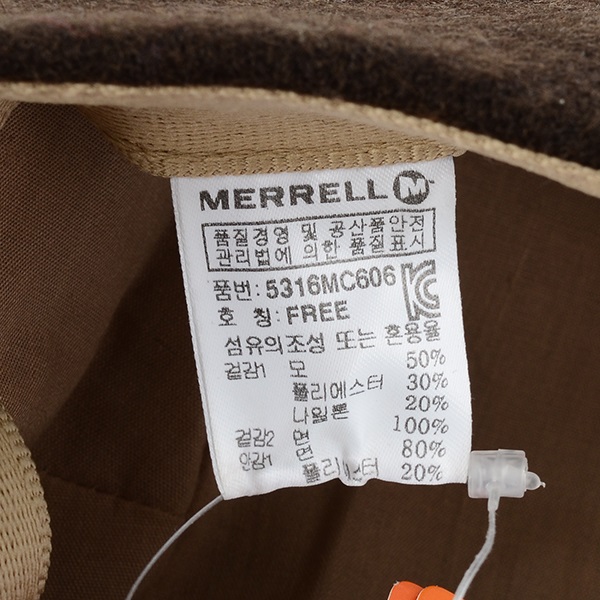 MERRELL M
품질경영 및 공산품안전
관리법에 의한 품질표시
품번: 5316MC606
호 칭: FREE
섬유의조성 또는 혼용율
겉감1 모 50%
폴리에스터 30%
나일론 20%
겉감2 면 100%
안감1 면 80%
폴리에스터 20%